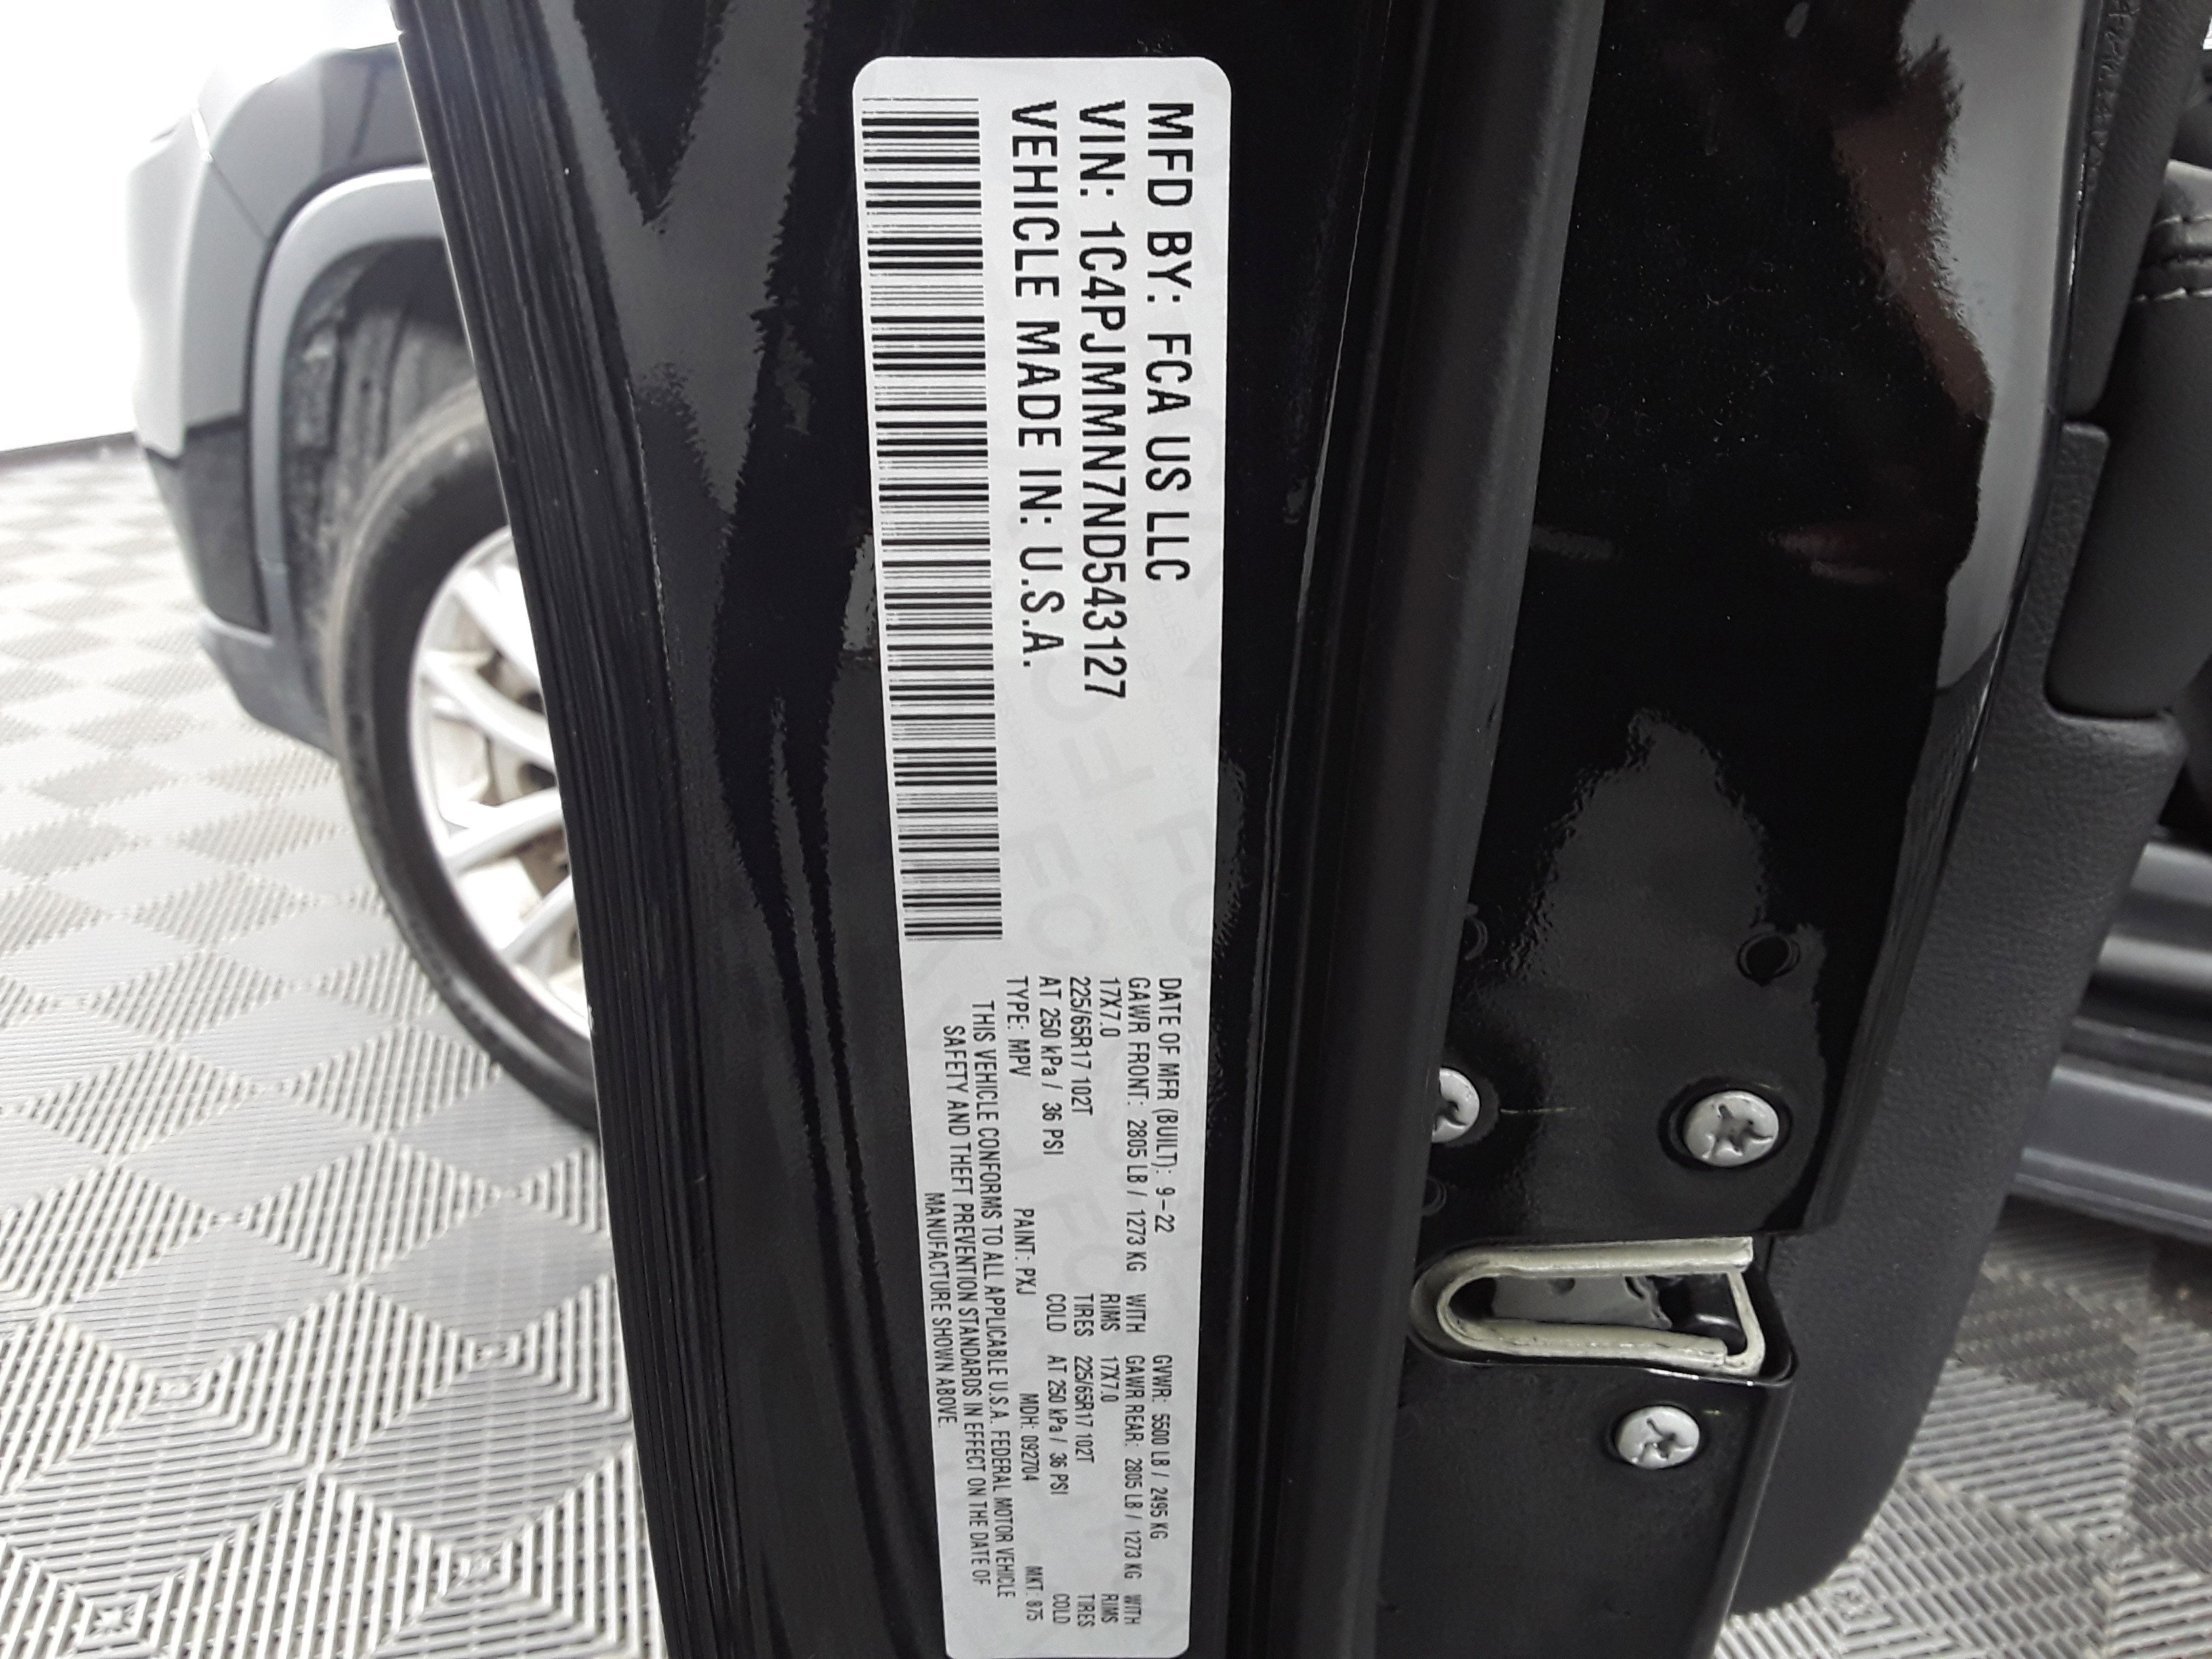 MFD BY: FCA US LLC
VIN: 1C4PJMMN7ND543127
VEHICLE MADE IN: U.S.A.
DATE OF MFR (BUILT): 9-22 GVWR: 5500 LB / 2495 KG
GAWR FRONT: 2805 LB / 1273 KG WITH GAWR REAR: 2805 LB / 1273 KG WITH
17X7.0 RIMS 17X7.0 RIMS
225/65R17 102T TIRES 225/65R17 102T TIRES
AT 250 kPa / 36 PSI COLD AT 250 kPa / 36 PSI COLD
TYPE: MPV PAINT: PXJ MDH: 092704 MKT: 875
THIS VEHICLE CONFORMS TO ALL APPLICABLE U.S.A. FEDERAL MOTOR VEHICLE
SAFETY AND THEFT PREVENTION STANDARDS IN EFFECT ON THE DATE OF
MANUFACTURE SHOWN ABOVE.